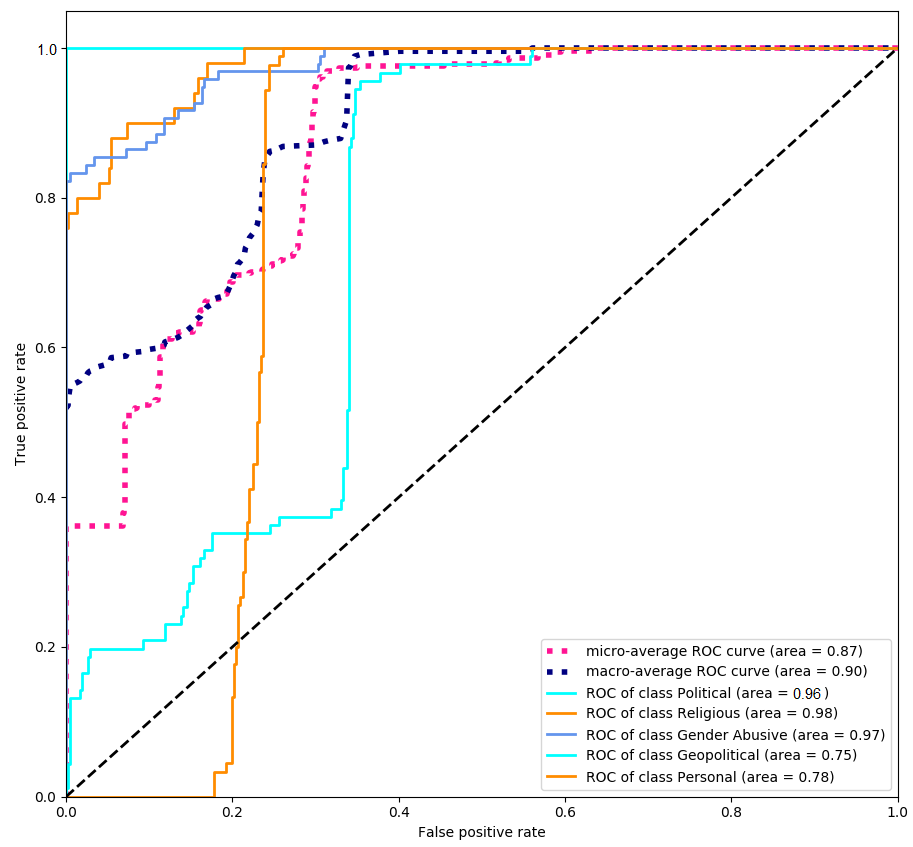 1.0
0.8
0.6
0.4
0.2
0.0
True positive rate
0.0 0.2 0.4 0.6 0.8 1.0
False positive rate
micro-average ROC curve (area = 0.87)
macro-average ROC curve (area = 0.90)
ROC of class Political (area = 0.96 )
ROC of class Religious (area = 0.98)
ROC of class Gender Abusive (area = 0.97)
ROC of class Geopolitical (area = 0.75)
ROC of class Personal (area = 0.78)